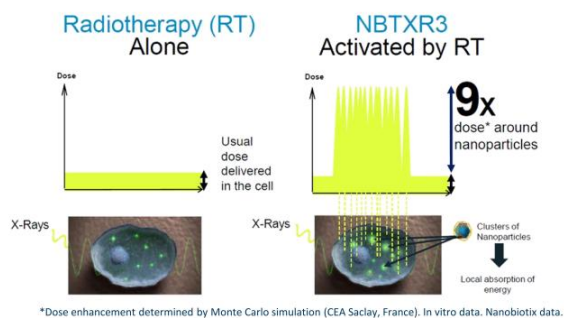 Radiotherapy (RT)
Alone
NBTXR3
Activated by RT
Dose
Usual
dose
delivered
in the cell
Dose
9x
dose* around
nanoparticles
X-Rays
X-Rays
Clusters of
Nanoparticles
Local absorption of
energy
*Dose enhancement determined by Monte Carlo simulation (CEA Saclay, France). In vitro data. Nanobiotix data.